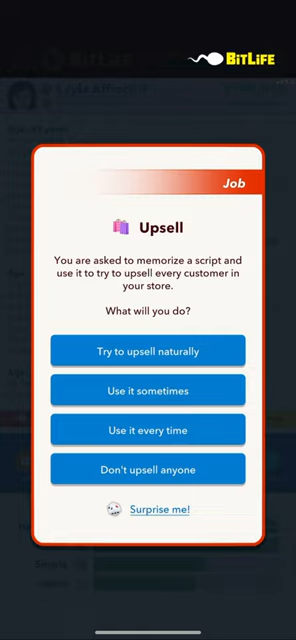 BitLife
Job
Upsell
You are asked to memorize a script and
use it to try to upsell every customer in
your store.
What will you do?
Try to upsell naturally
Use it sometimes
Use it every time
Don't upsell anyone
Surprise me!
Smarts